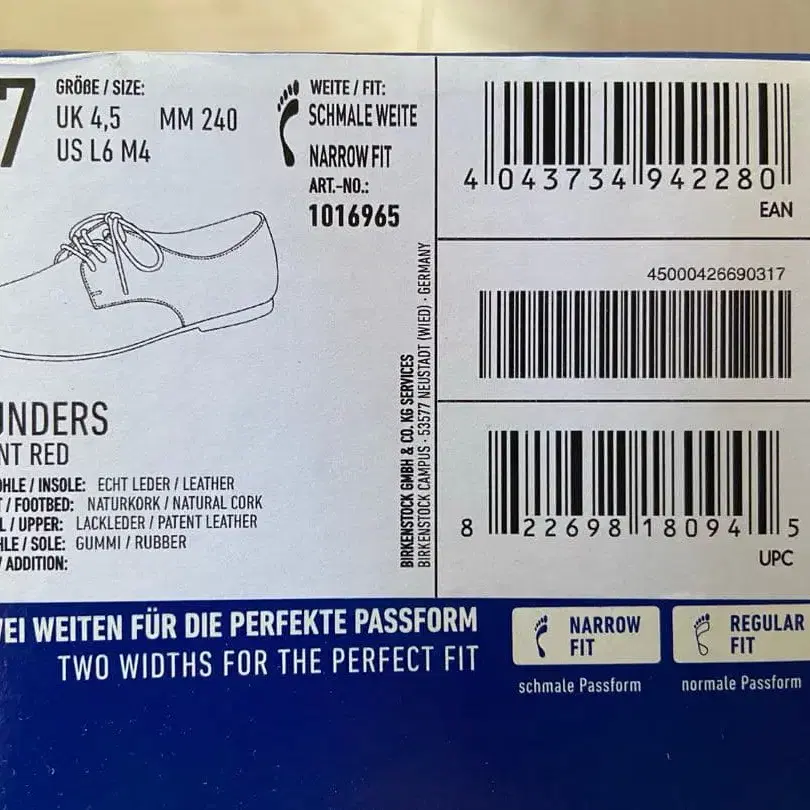 7
GRÖßE / SIZE:
UK 4,5 MM 240
US L6 M4
WEITE / FIT:
SCHMALE WEITE
NARROW FIT
ART.-NO.:
1016965
UNDERS
NT RED
OHLE / INSOLE: ECHT LEDER / LEATHER
T / FOOTBED: NATURKORK / NATURAL CORK
L / UPPER: LACKLEDER / PATENT LEATHER
HLE / SOLE: GUMMI / RUBBER
/ ADDITION:
BIRKENSTOCK GMBH & CO. KG SERVICES
BIRKENSTOCK CAMPUS · 53577 NEUSTADT (WIED) · GERMANY
4 043734 942280
EAN
45000426690317
8 22698 18094 5
UPC
WEI WEITEN FÜR DIE PERFEKTE PASSFORM
TWO WIDTHS FOR THE PERFECT FIT
NARROW
FIT
schmale Passform
REGULAR
FIT
normale Passform